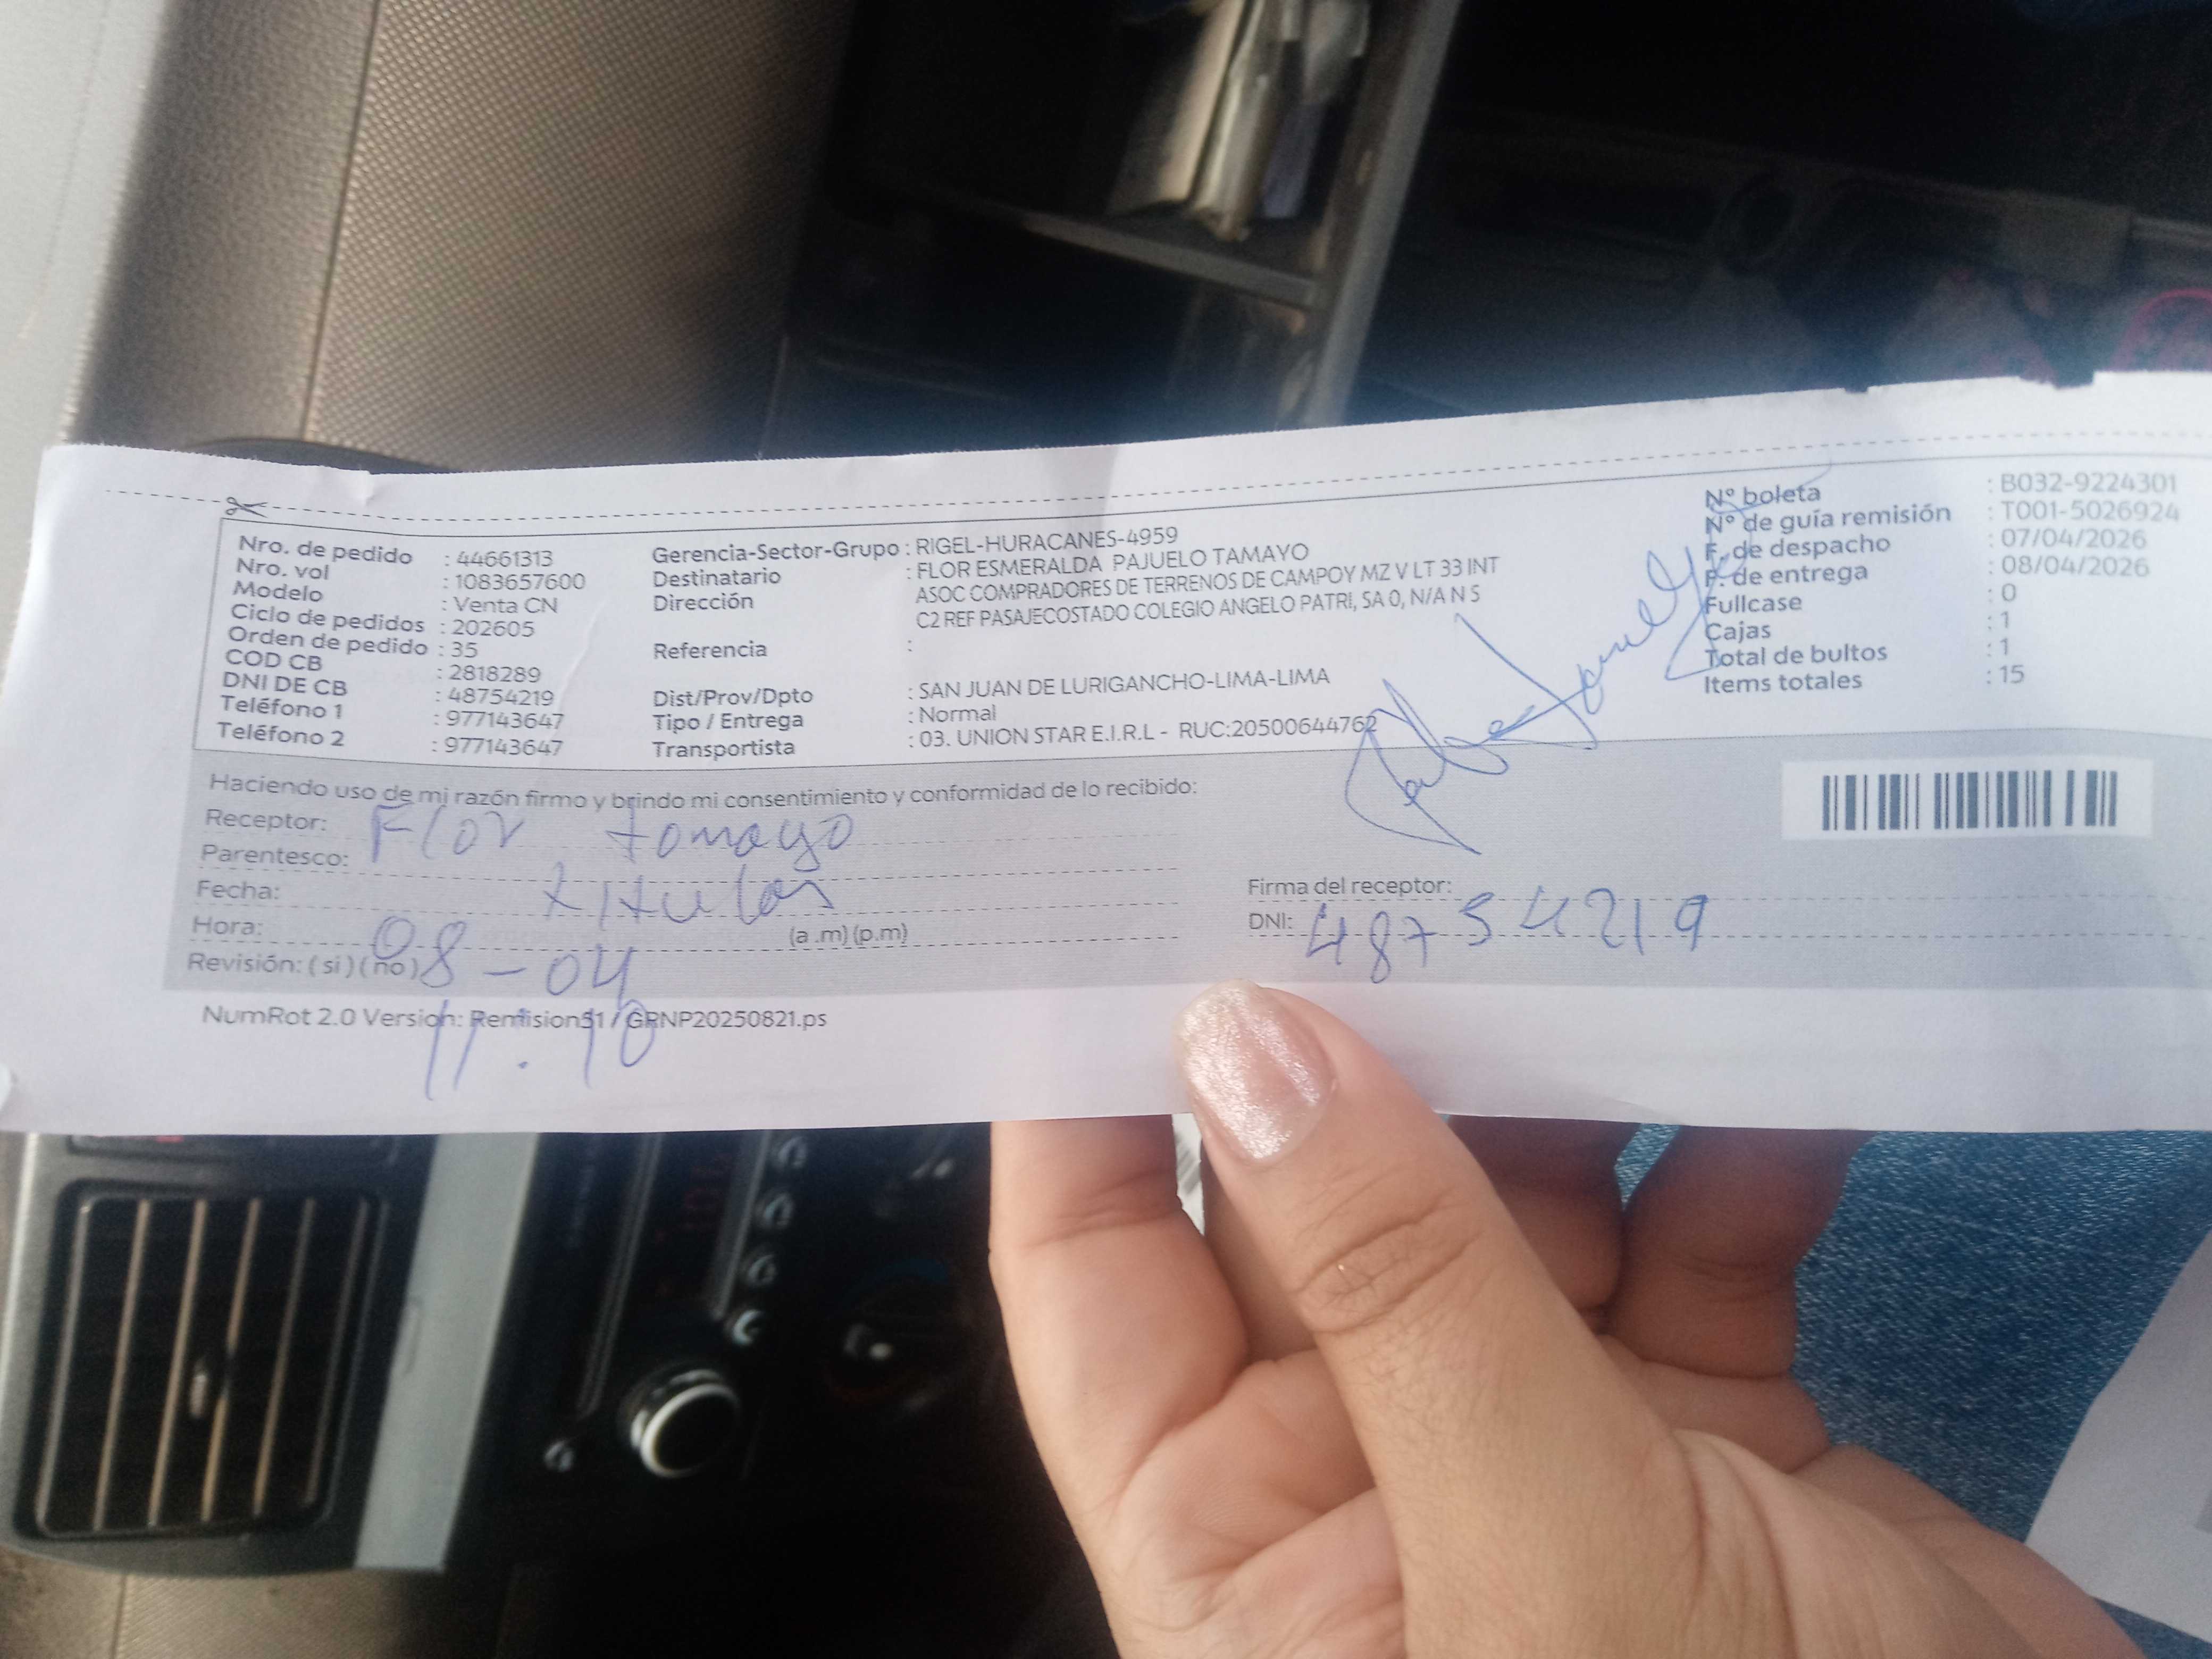 Nro. de pedido : 44661313
Nro. vol : 1083657600
Modelo : Venta CN
Ciclo de pedidos : 202605
Orden de pedido : 35
COD CB : 2818289
DNI DE CB : 48754219
Teléfono 1 : 977143647
Teléfono 2 : 977143647
Gerencia-Sector-Grupo : RIGEL-HURACANES-4959
Destinatario : FLOR ESMERALDA PAJUELO TAMAYO
Dirección ASOC COMPRADORES DE TERRENOS DE CAMPOY MZ V LT 33 INT
C2 REF PASAJECOSTADO COLEGIO ANGELO PATRI, SA 0, N/A N S
Referencia :
Dist/Prov/Dpto : SAN JUAN DE LURIGANCHO-LIMA-LIMA
Tipo / Entrega : Normal
Transportista : 03. UNION STAR E.I.R.L - RUC:20500644762
Nº boleta : B032-9224301
Nº de guía remisión : T001-5026924
F. de despacho : 07/04/2026
F. de entrega : 08/04/2026
Fullcase : 0
Cajas : 1
Total de bultos : 1
Items totales : 15
Haciendo uso de mi razón firmo y brindo mi consentimiento y conformidad de lo recibido:
Receptor: Flor tamayo
Parentesco: titular
Fecha: 08-04
Hora: 11.10 (a .m) (p.m)
Revisión: ( si ) ( no )
Firma del receptor:
DNI: 48754219
NumRot 2.0 Version: Remision51 / GRNP20250821.ps